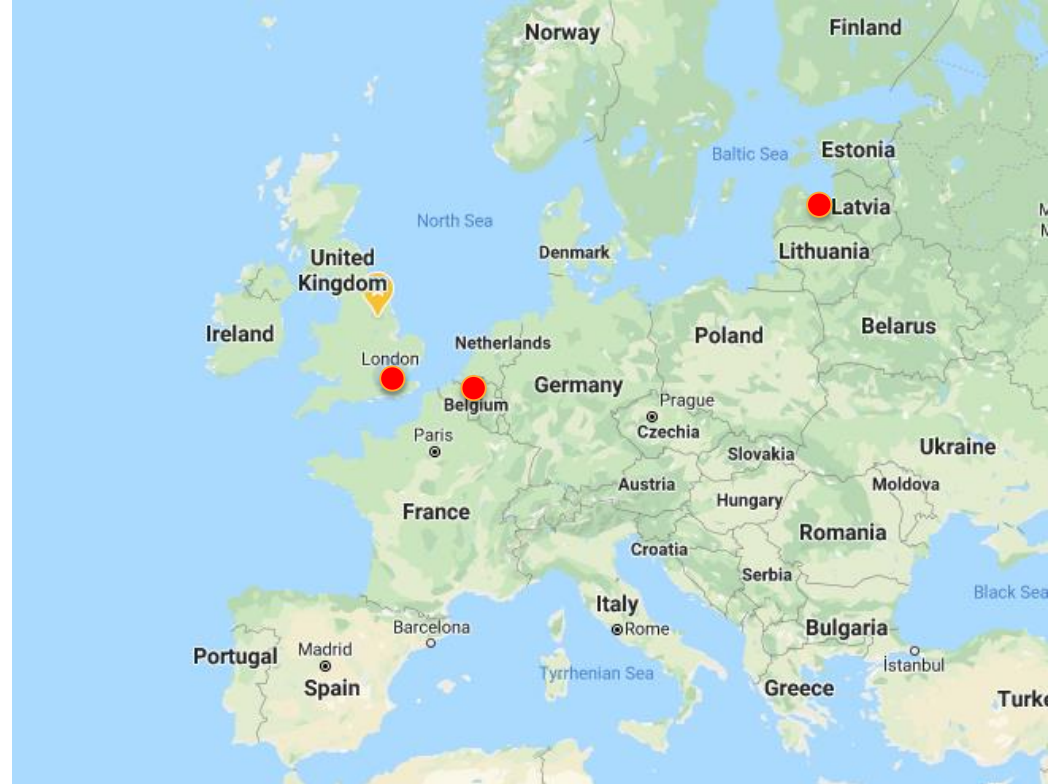 Norway
Finland
Baltic Sea
Estonia
North Sea
Latvia
Denmark
Lithuania
United
Kingdom
Ireland
Netherlands
Poland
Belarus
London
Germany
Belgium
Prague
Czechia
Paris
Slovakia
Ukraine
Austria
Moldova
Hungary
France
Romania
Croatia
Serbia
Black Sea
Italy
Rome
Barcelona
Bulgaria
Portugal
Madrid
Spain
Tyrrhenian Sea
İstanbul
Greece
Turke
M
M